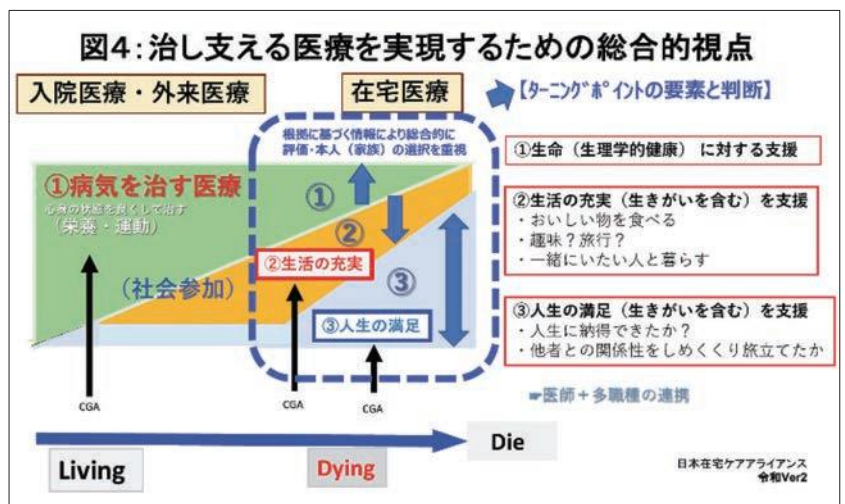 図4：治し支える医療を実現するための総合的視点
入院医療・外来医療
在宅医療
【ﾀｰﾆﾝｸﾞﾎﾟｲﾝﾄの要素と判断】
根拠に基づく情報により総合的に
評価・本人（家族）の選択を重視
①病気を治す医療
心身の状態を良くして治す
（栄養・運動）
①
②
②生活の充実
（社会参加）
③
③人生の満足
CGA
CGA
CGA
①生命（生理学的健康）に対する支援
②生活の充実（生きがいを含む）を支援
・おいしい物を食べる
・趣味？旅行？
・一緒にいたい人と暮らす
③人生の満足（生きがいを含む）を支援
・人生に納得できたか？
・他者との関係性をしめくくり旅立てたか
☛医師＋多職種の連携
Living
Dying
Die
日本在宅ケアアライアンス
令和Ver2